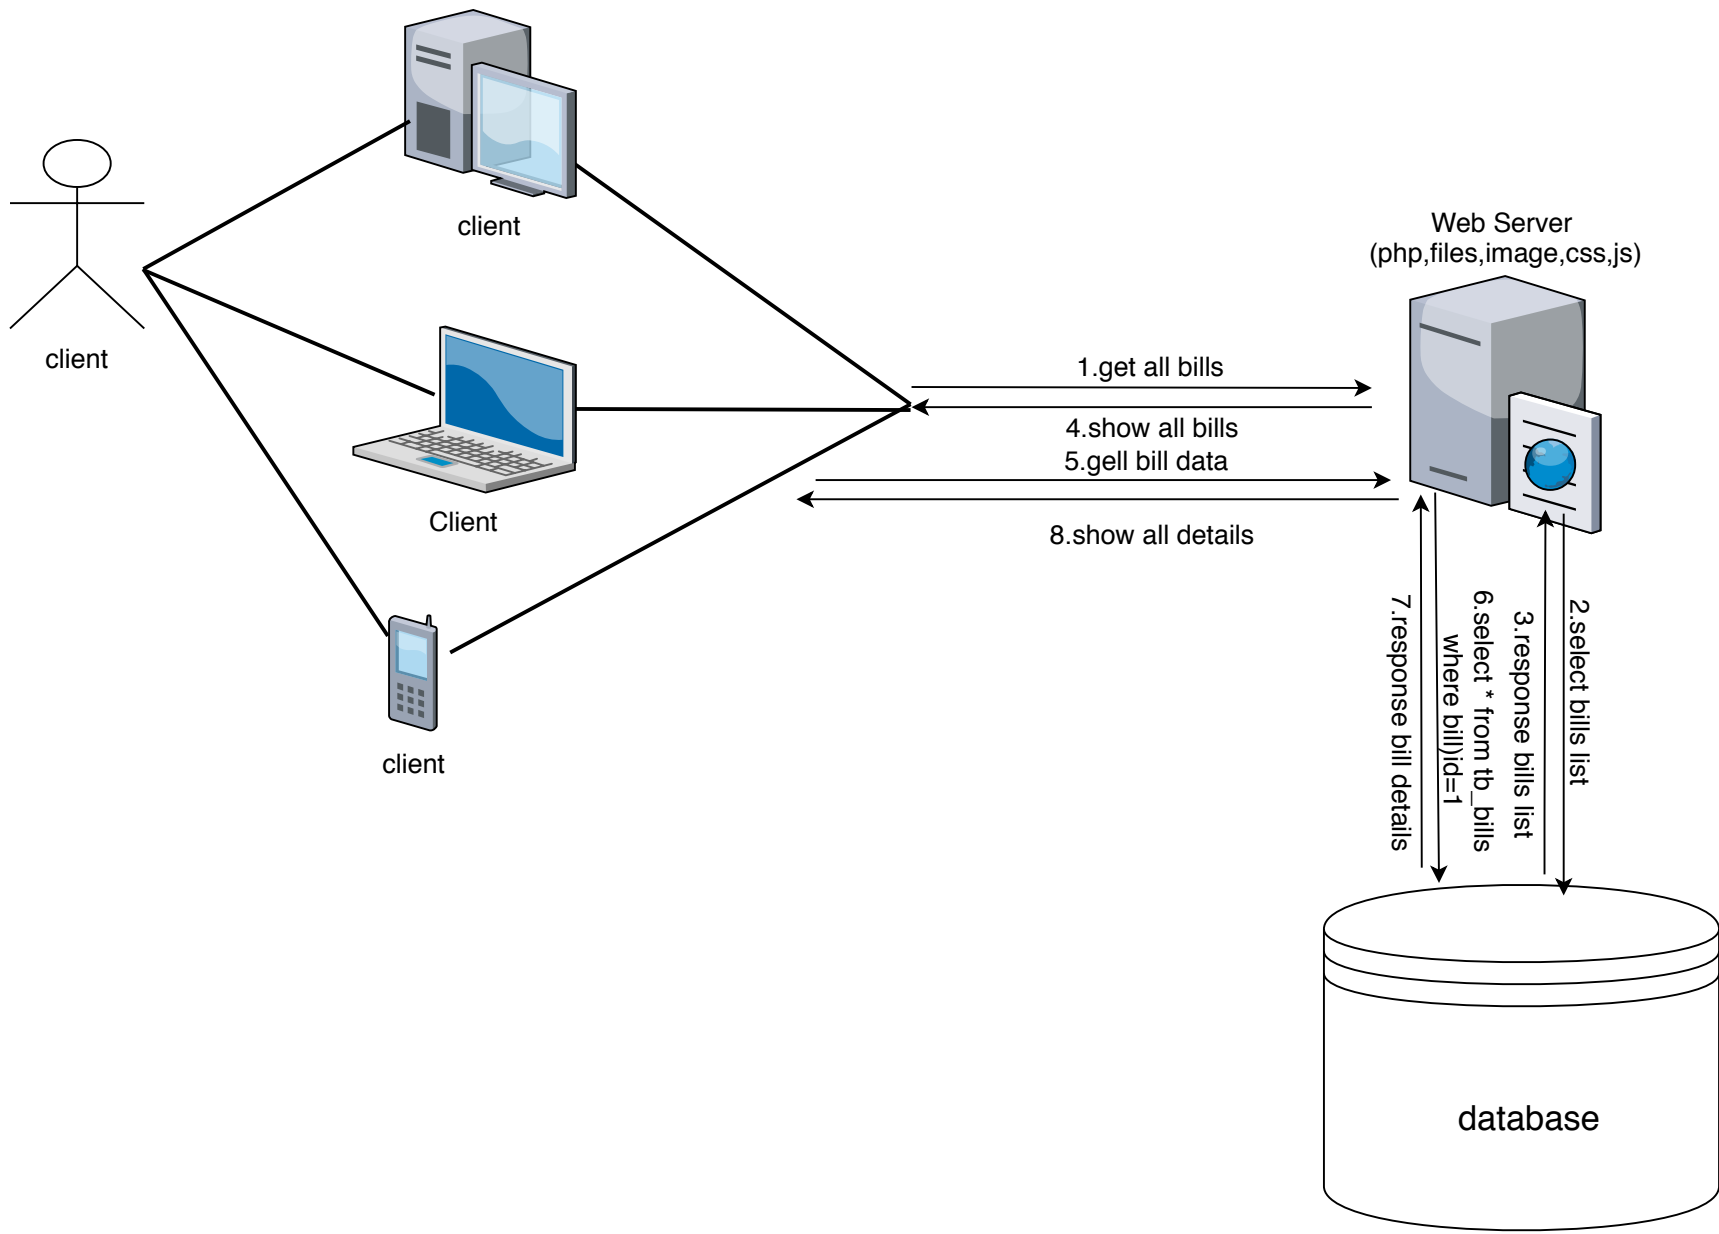 client
client
Client
client
Web Server
(php,files,image,css,js)
1.get all bills
4.show all bills
5.gell bill data
8.show all details
2.select bills list
3.response bills list
6.select * from tb_bills
where bill)id=1
7.response bill details
database